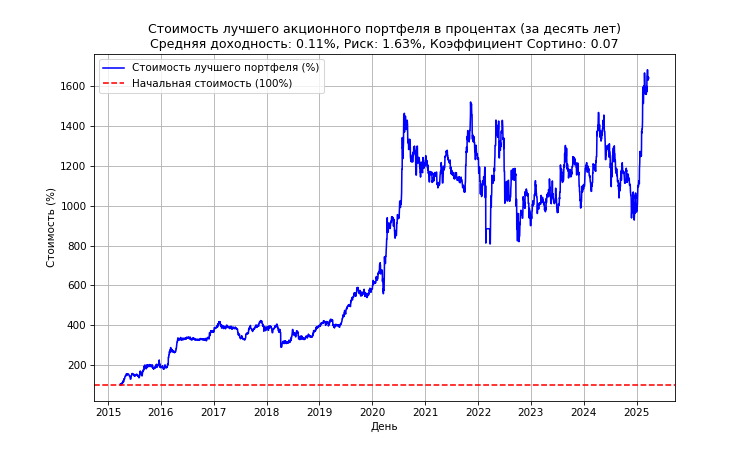 Стоимость лучшего акционного портфеля в процентах (за десять лет)
Средняя доходность: 0.11%, Риск: 1.63%, Коэффициент Сортино: 0.07
Стоимость лучшего портфеля (%)
Начальная стоимость (100%)
Стоимость (%)
1600
1400
1200
1000
800
600
400
200
2015 2016 2017 2018 2019 2020 2021 2022 2023 2024 2025
День